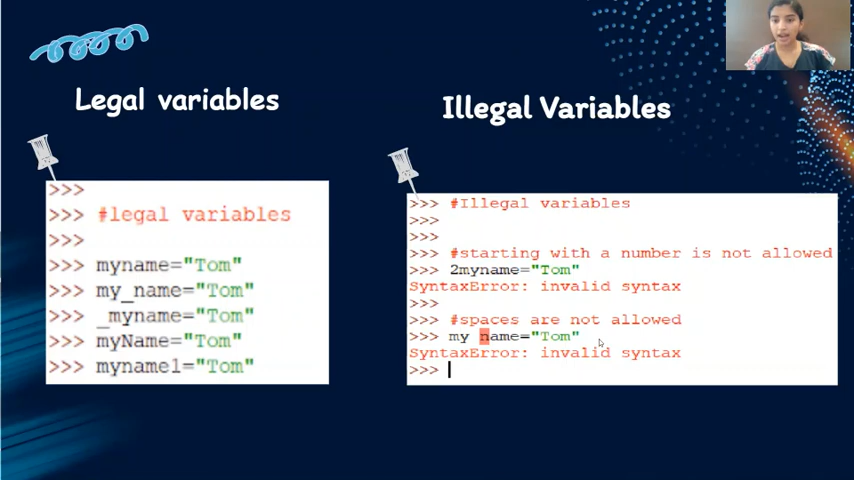 Legal variables
>>>
>>> #legal variables
>>>
>>> myname="Tom"
>>> my_name="Tom"
>>> _myname="Tom"
>>> myName="Tom"
>>> myname1="Tom"
Illegal Variables
>>> #Illegal variables
>>>
>>>
>>> #starting with a number is not allowed
>>> 2myname="Tom"
SyntaxError: invalid syntax
>>>
>>> #spaces are not allowed
>>> my name="Tom"
SyntaxError: invalid syntax
>>>